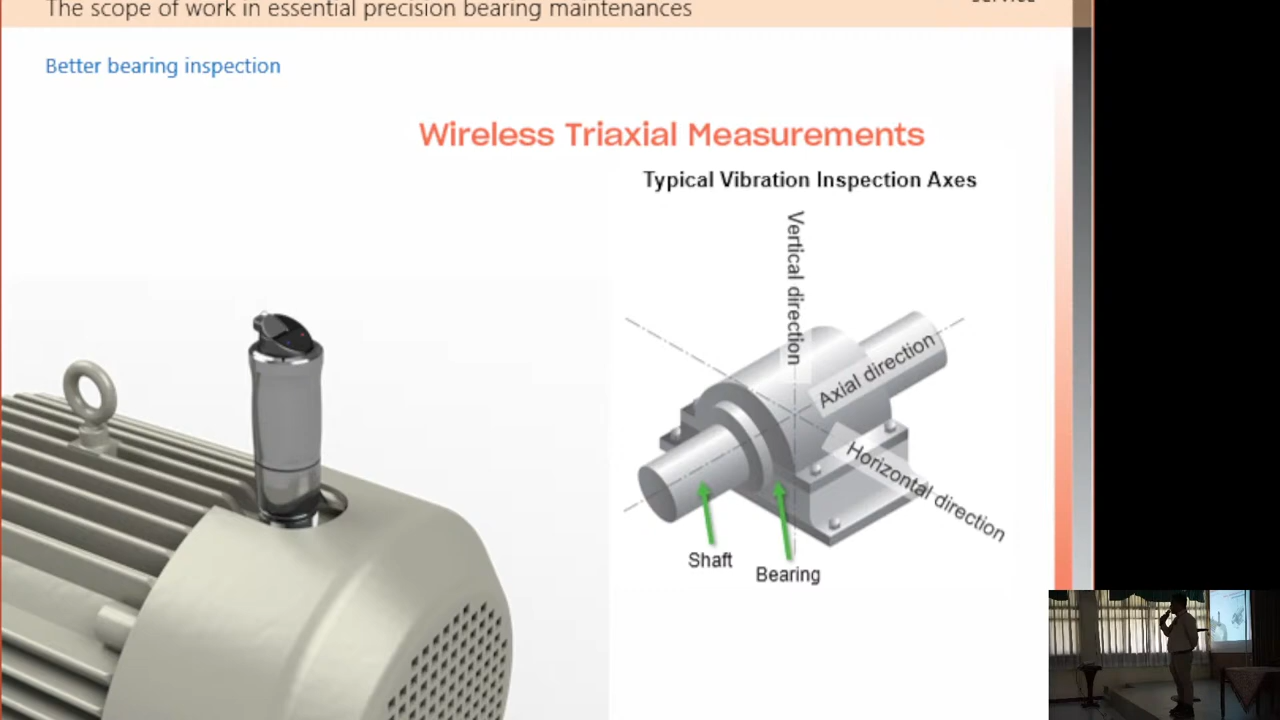 The scope of work in essential precision bearing maintenances
Better bearing inspection
Wireless Triaxial Measurements
Typical Vibration Inspection Axes
Vertical direction
Axial direction
Horizontal direction
Shaft
Bearing